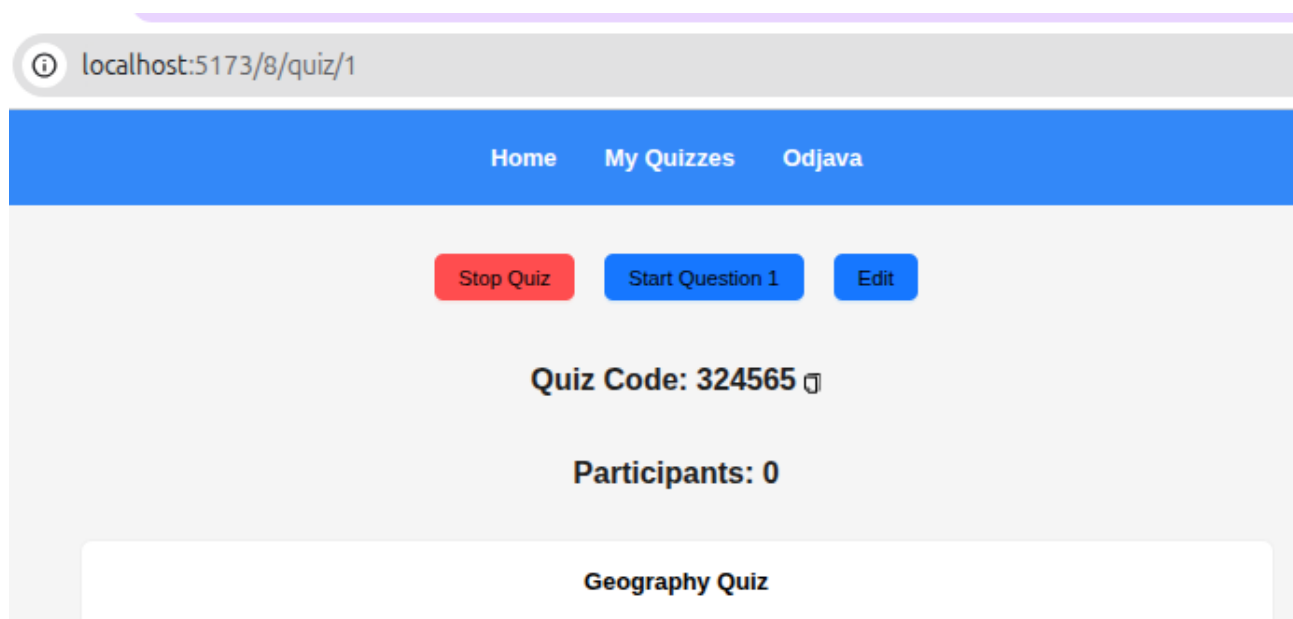 localhost:5173/8/quiz/1
Home My Quizzes Odjava
Stop Quiz Start Question 1 Edit
Quiz Code: 324565
Participants: 0
Geography Quiz